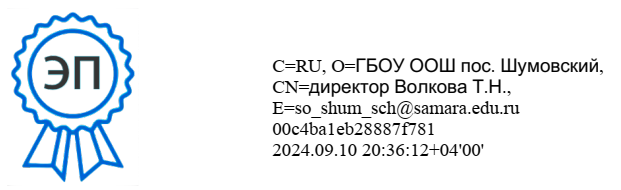 ЭП
C=RU, O=ГБОУ ООШ пос. Шумовский,
CN=директор Волкова Т.Н.,
E=so_shum_sch@samara.edu.ru
00c4ba1eb28887f781
2024.09.10 20:36:12+04'00'